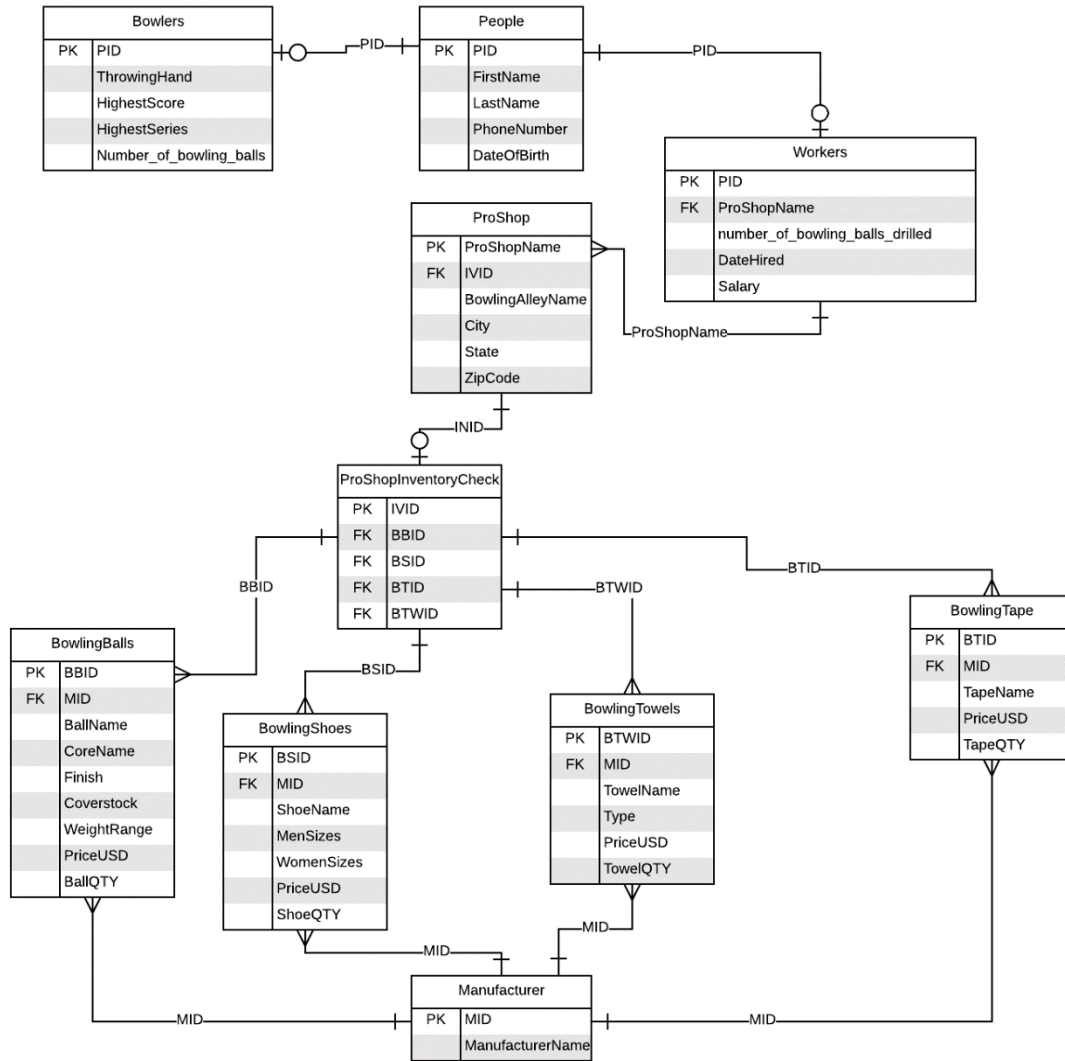 Bowlers
PK PID
ThrowingHand
HighestScore
HighestSeries
Number_of_bowling_balls
PID
People
PK PID
FirstName
LastName
PhoneNumber
DateOfBirth
PID
Workers
PK PID
FK ProShopName
number_of_bowling_balls_drilled
DateHired
Salary
ProShopName
ProShop
PK ProShopName
FK IVID
BowlingAlleyName
City
State
ZipCode
INID
ProShopInventoryCheck
PK IVID
FK BBID
FK BSID
FK BTID
FK BTWID
BBID
BSID
BTWID
BTID
BowlingBalls
PK BBID
FK MID
BallName
CoreName
Finish
Coverstock
WeightRange
PriceUSD
BallQTY
BowlingShoes
PK BSID
FK MID
ShoeName
MenSizes
WomenSizes
PriceUSD
ShoeQTY
BowlingTowels
PK BTWID
FK MID
TowelName
Type
PriceUSD
TowelQTY
BowlingTape
PK BTID
FK MID
TapeName
PriceUSD
TapeQTY
MID
MID
MID
MID
Manufacturer
PK MID
ManufacturerName